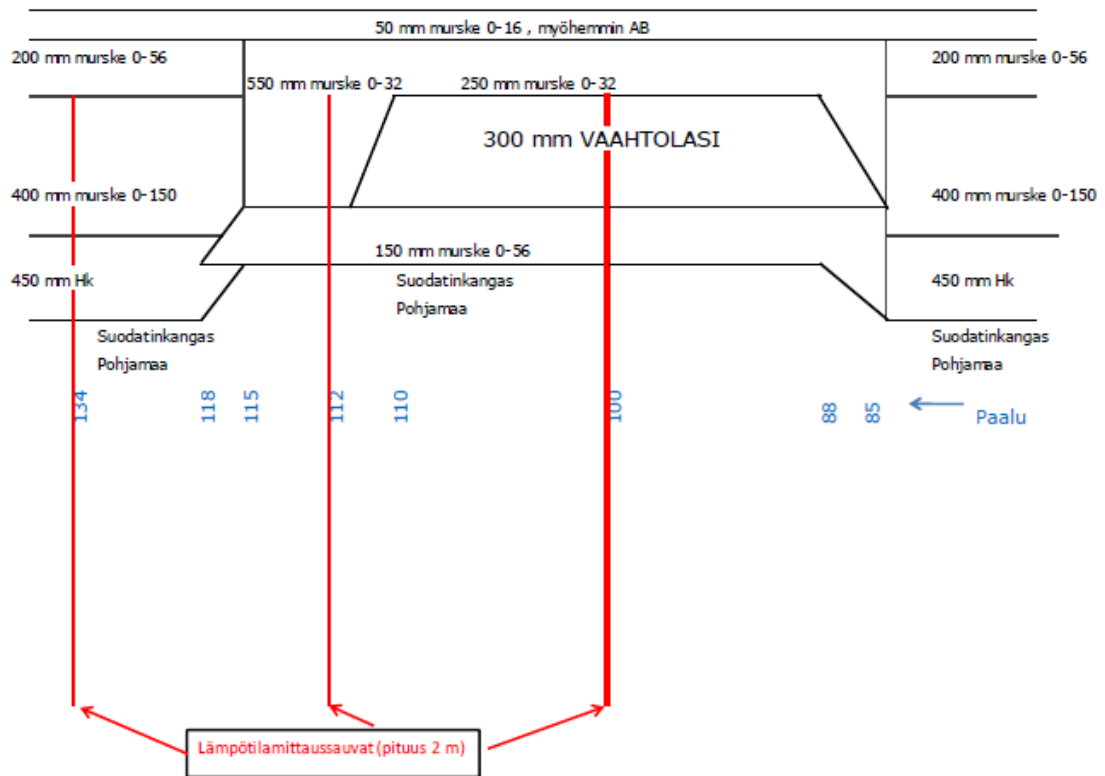 50 mm murske 0-16 , myöhemmin AB
200 mm murske 0-56
200 mm murske 0-56
550 mm murske 0-32
250 mm murske 0-32
300 mm VAAHTOLASI
400 mm murske 0-150
400 mm murske 0-150
150 mm murske 0-56
450 mm Hk
Suodatinkangas
Pohjamaa
450 mm Hk
Suodatinkangas
Pohjamaa
Suodatinkangas
Pohjamaa
134
118
115
112
110
100
88
85
Paalu
Lämpötilamittaussauvat (pituus 2 m)